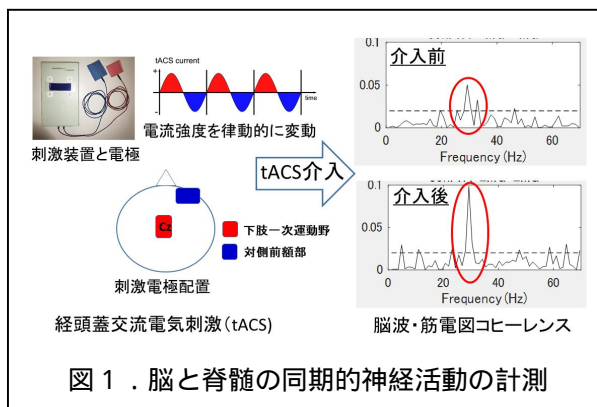 tACS current
+
-
time
刺激装置と電極
電流強度を律動的に変動
Cz
下肢一次運動野
対側前額部
刺激電極配置
経頭蓋交流電気刺激(tACS)
tACS介入
0.1
介入前
0.05
0
0 20 40 60
Frequency (Hz)
0.1
介入後
0.05
0
0 20 40 60
Frequency (Hz)
脳波・筋電図コヒーレンス
図1．脳と脊髄の同期的神経活動の計測